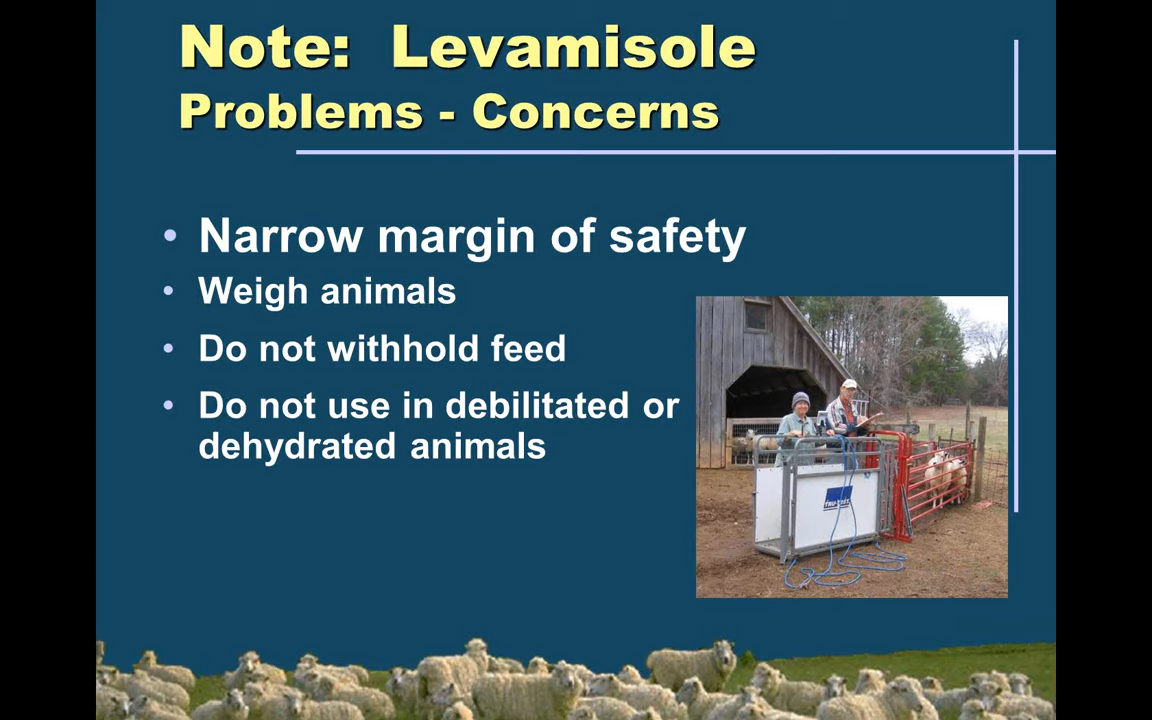 Note: Levamisole
Problems - Concerns
• Narrow margin of safety
• Weigh animals
• Do not withhold feed
• Do not use in debilitated or
dehydrated animals